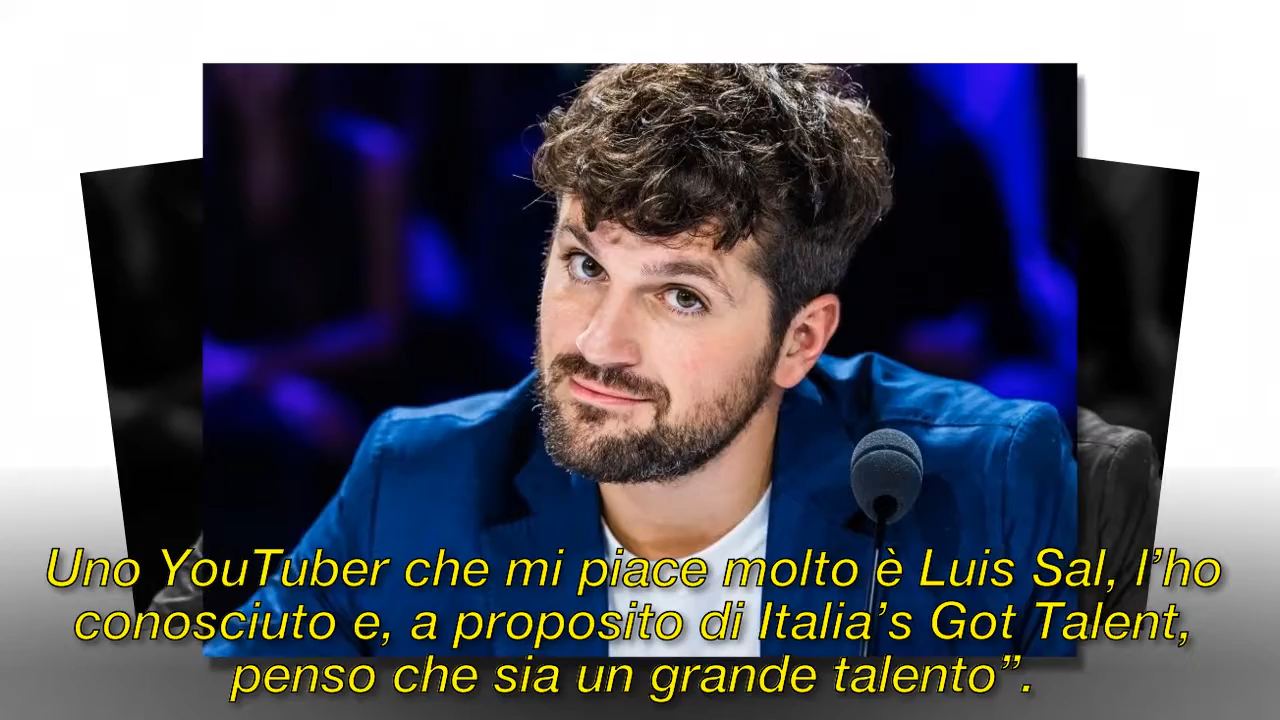 Uno YouTuber che mi piace molto è Luis Sal, l’ho
conosciuto e, a proposito di Italia’s Got Talent,
penso che sia un grande talento”.